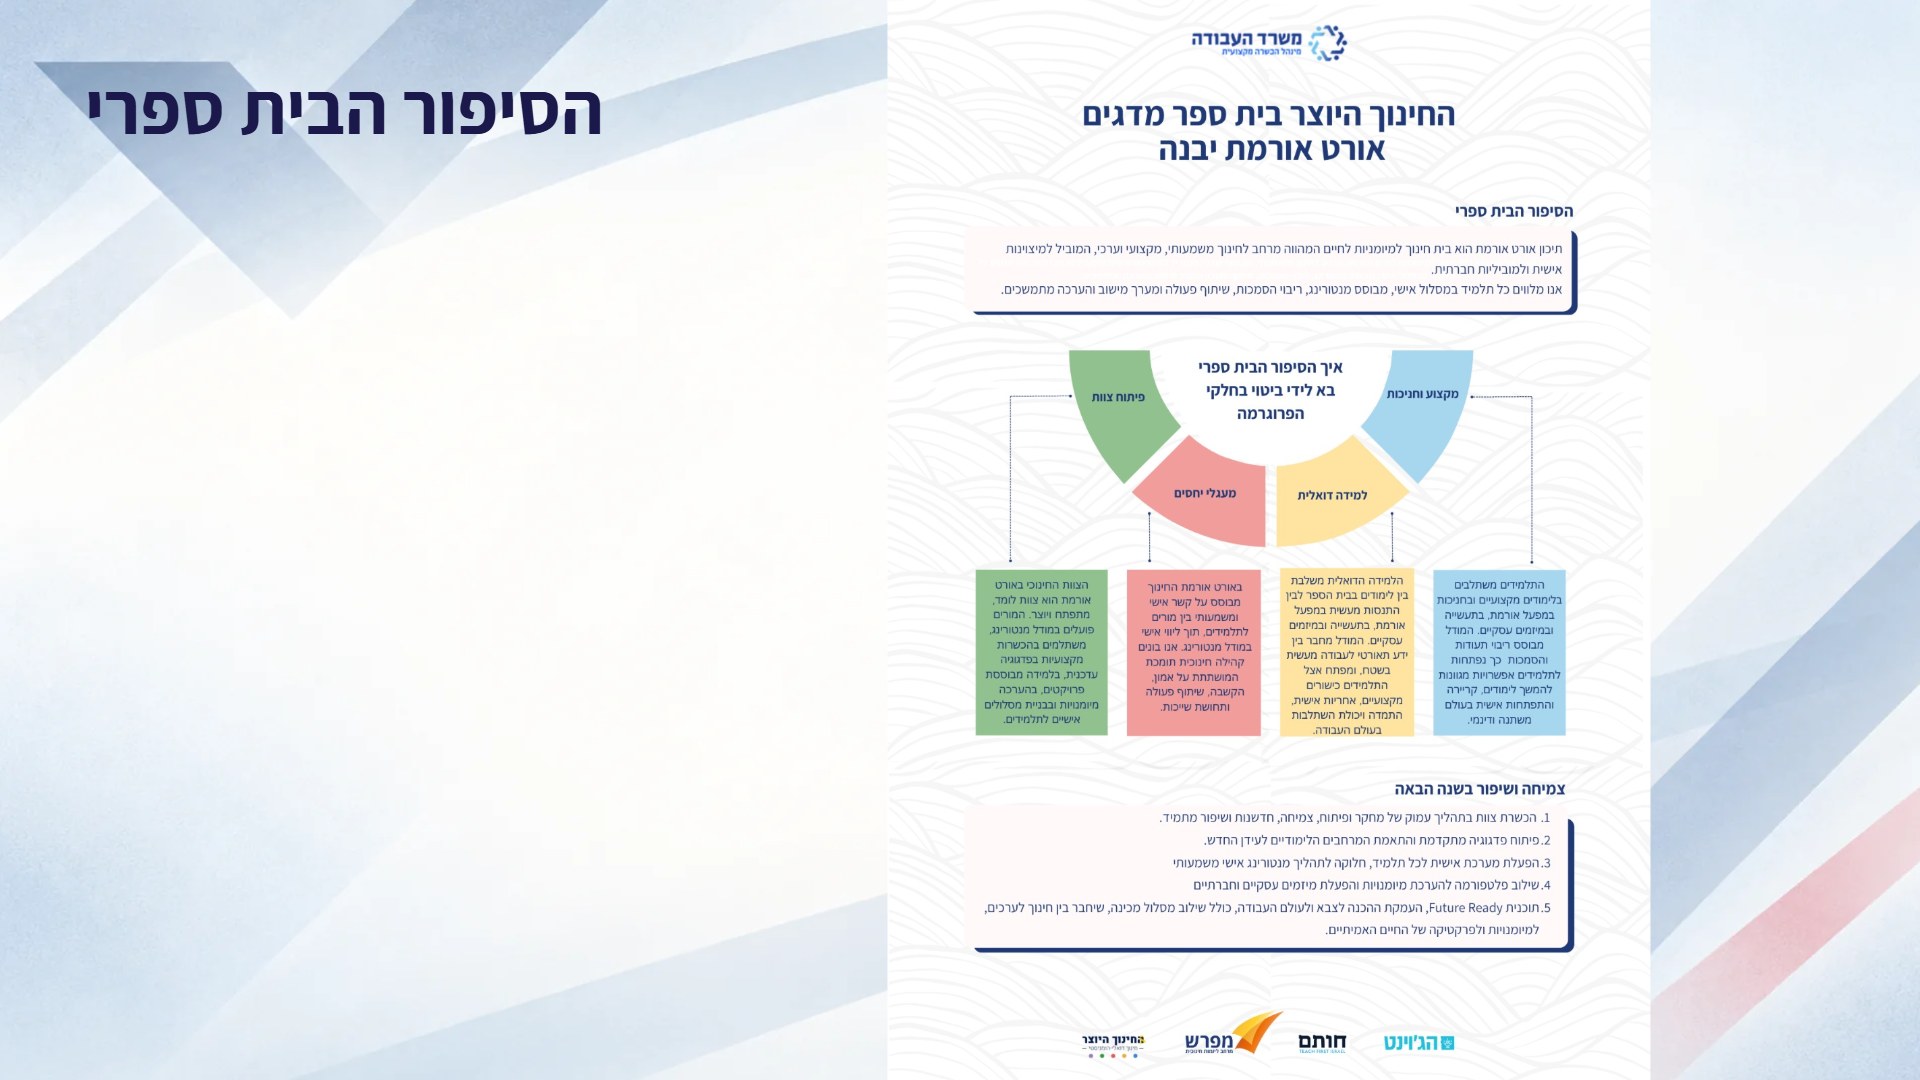 הסיפור הבית ספרי
משרד העבודה
מינהל הכשרה מקצועית
החינוך היוצר בית ספר מדגים
אורט אורמת יבנה
הסיפור הבית ספרי
תיכון אורט אורמת הוא בית חינוך למיומניות לחיים המהווה מרחב לחינוך משמעותי, מקצועי וערכי, המוביל למיצוינות
אישית ולמוביליות חברתית.
אנו מלווים כל תלמיד במסלול אישי, מבוסס מנטורינג, ריבוי הסמכות, שיתוף פעולה ומערך מישוב והערכה מתמשכים.
איך הסיפור הבית ספרי
בא לידי ביטוי בחלקי
הפרוגרמה
מקצוע וחניכות
למידה דואלית
מעגלי יחסים
פיתוח צוות
התלמידים משתלבים
בלימודים מקצועיים ובחניכות
במפעל אורמת, בתעשייה
ובמיזמים עסקיים. המודל
מבוסס ריבוי תעודות
והסמכות כך נפתחות
לתלמידים אפשרויות מגוונות
להמשך לימודים, קריירה
והתפתחות אישית בעולם
משתנה ודינמי.
הלמידה הדואלית משלבת
בין לימודים בבית הספר לבין
התנסות מעשית במפעל
אורמת, בתעשייה ובמיזמים
עסקיים. המודל מחבר בין
ידע תאורטי לעבודה מעשית
בשטח, ומפתח אצל
התלמידים כישורים
מקצועיים, אחריות אישית,
התמדה ויכולת השתלבות
בעולם העבודה.
באורט אורמת החינוך
מבוסס על קשר אישי
ומשמעותי בין מורים
לתלמידים, תוך ליווי אישי
במודל מנטורינג. אנו בונים
קהילה חינוכית תומכת
המושתתת על אמון,
הקשבה, שיתוף פעולה
ותחושת שייכות.
הצוות החינוכי באורט
אורמת הוא צוות לומד,
מתפתח ויוצר. המורים
פועלים במודל מנטורינג,
משתלמים בהכשרות
מקצועיות בפדגוגיה
עדכנית, בלמידה מבוססת
פרויקטים, בהערכה
מיומנויות ובבניית מסלולים
אישיים לתלמידים.
צמיחה ושיפור בשנה הבאה
1. הכשרת צוות בתהליך עמוק של מחקר ופיתוח, צמיחה, חדשנות ושיפור מתמיד.
2. פיתוח פדגוגיה מתקדמת והתאמת המרחבים הלימודיים לעידן החדש.
3. הפעלת מערכת אישית לכל תלמיד, חלוקה לתהליך מנטורינג אישי משמעותי
4. שילוב פלטפורמה להערכת מיומנויות והפעלת מיזמים עסקיים וחברתיים
5. תוכנית Future Ready, העמקת ההכנה לצבא ולעולם העבודה, כולל שילוב מסלול מכינה, שיחבר בין חינוך לערכים,
למיומנויות ולפרקטיקה של החיים האמיתיים.
הג'וינט
חותם
TEACH FIRST ISRAEL
מפרש
מרחב ליזמות חינוכית
החינוך היוצר